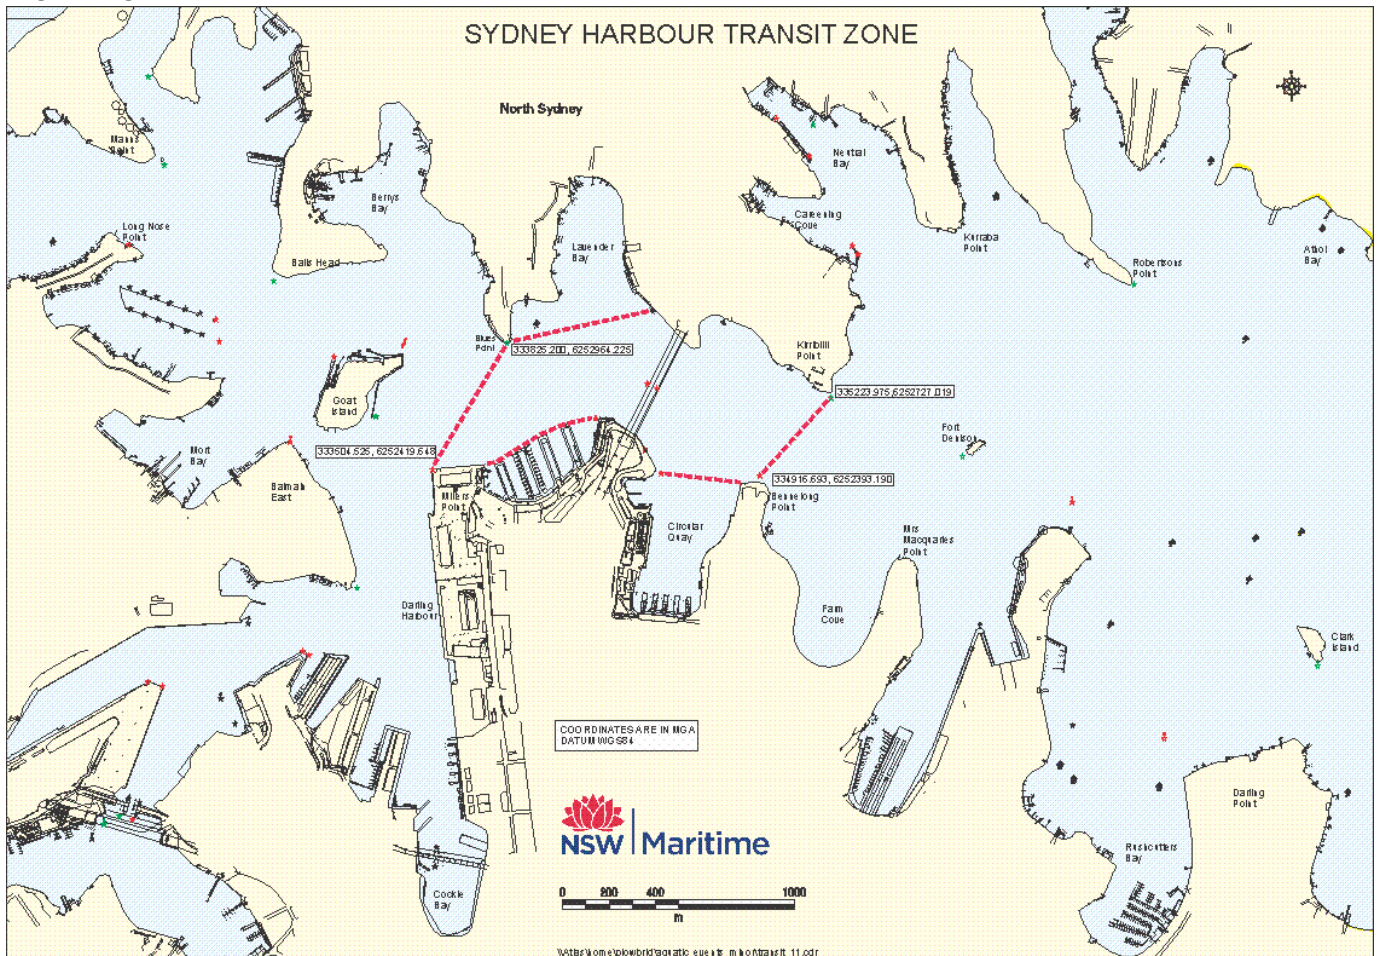 SYDNEY HARBOUR TRANSIT ZONE
North Sydney
Manns
Point
Neutral
Bay
Berrys
Bay
Careening
Cove
Long Nose
Point
Lavender
Bay
Kurraba
Point
Athol
Bay
Balls Head
Robertsons
Point
Blues
Point
333825.200, 6252964.225
Kirribilli
Point
335223.975,6252727.019
Goat
Island
Fort
Denison
333504.525, 6252419.648
Mort
Bay
334916.693, 6252393.190
Balmain
East
Millers
Point
Bennelong
Point
Circular
Quay
Mrs
Macquaries
Point
Darling
Harbour
Farm
Cove
Clark
Island
COORDINATES ARE IN MGA
DATUM WGS84
Darling
Point
NSW Maritime
Rushcutters
Bay
Cockle
Bay
0 200 400 1000
m